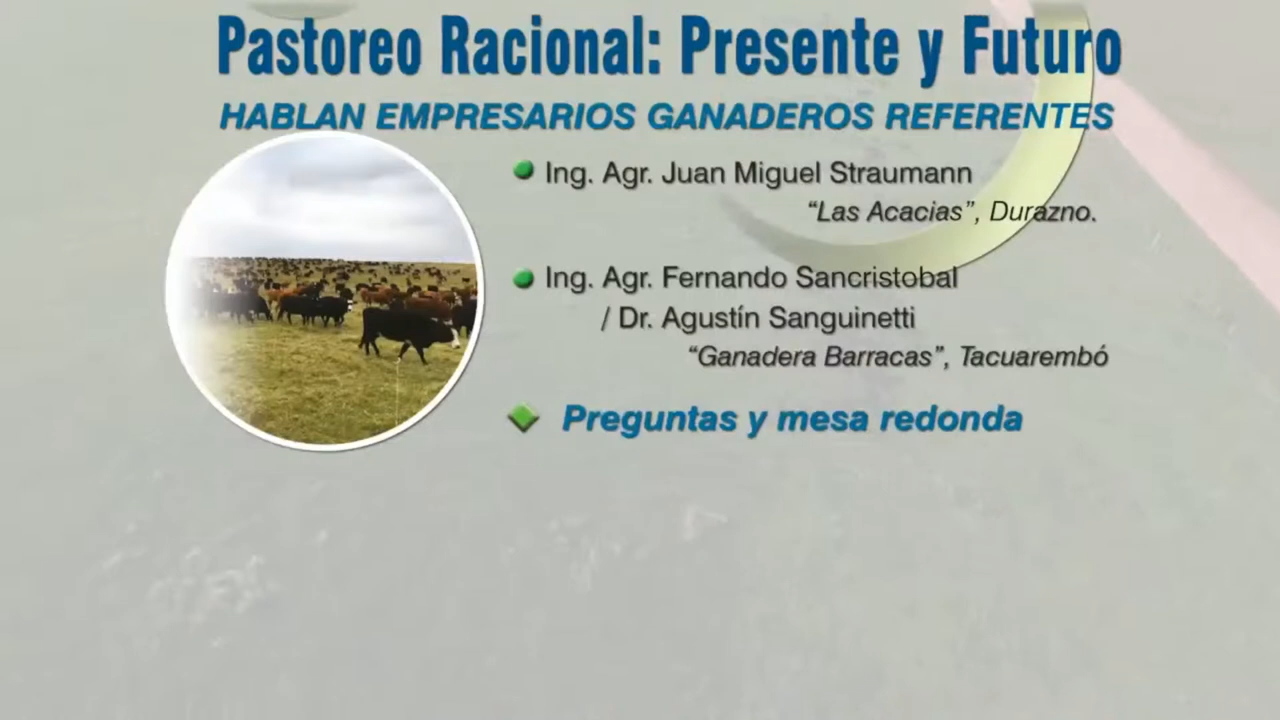 Pastoreo Racional: Presente y Futuro
HABLAN EMPRESARIOS GANADEROS REFERENTES
Ing. Agr. Juan Miguel Straumann
“Las Acacias”, Durazno.
Ing. Agr. Fernando Sancristobal
/ Dr. Agustín Sanguinetti
“Ganadera Barracas”, Tacuarembó
Preguntas y mesa redonda